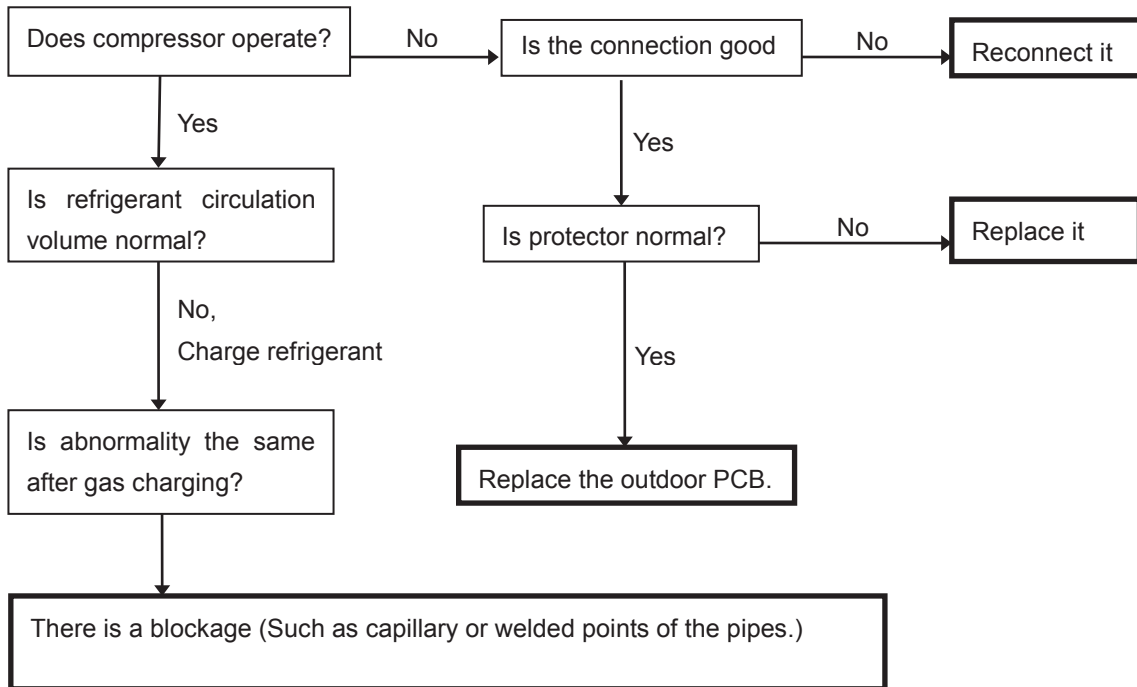 Does compressor operate?
No
Is the connection good
No
Reconnect it
Yes
Yes
Is refrigerant circulation
volume normal?
Is protector normal?
No
Replace it
No,
Charge refrigerant
Yes
Is abnormality the same
after gas charging?
Replace the outdoor PCB.
There is a blockage (Such as capillary or welded points of the pipes.)